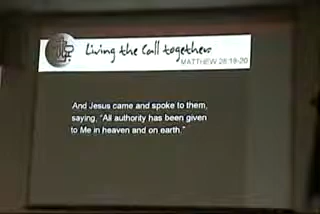 Living the Call together
MATTHEW 28:19-20
And Jesus came and spoke to them,
saying, "All authority has been given
to Me in heaven and on earth."